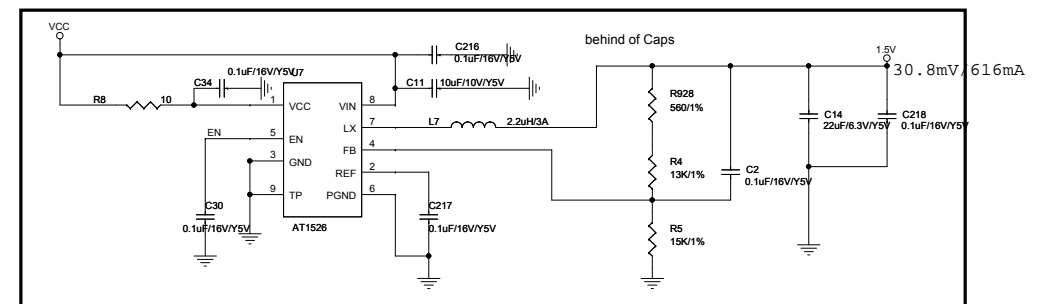 VCC
behind of Caps
C216
0.1uF/16V/Y5V
1.5V
30.8mV/616mA
C34
0.1uF/16V/Y5V
U7
C11
10uF/10V/Y5V
R8
10
1
VCC
VIN
8
R928
560/1%
C14
22uF/6.3V/Y5V
C218
0.1uF/16V/Y5V
EN
5
EN
LX
7
L7
2.2uH/3A
3
GND
FB
4
R4
13K/1%
C2
0.1uF/16V/Y5V
REF
2
9
TP
PGND
6
C30
0.1uF/16V/Y5V
AT1526
C217
0.1uF/16V/Y5V
R5
15K/1%